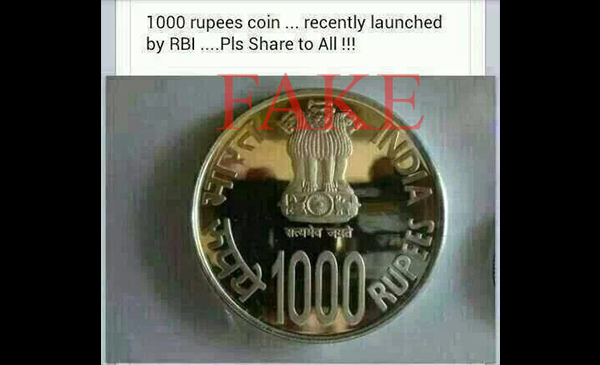 1000 rupees coin ... recently launched
by RBI ....Pls Share to All !!!
FAKE
भारत
INDIA
सत्यमेव जयते
रुपये
1000
RUPEES